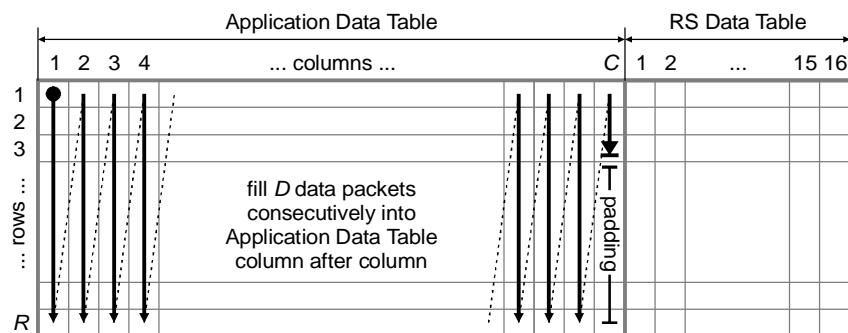 Application Data Table RS Data Table
1 2 3 4 ... columns ... C 1 2 ... 15 16
1
2
3
... rows ...
R
fill D data packets
consecutively into
Application Data Table
column after column
padding